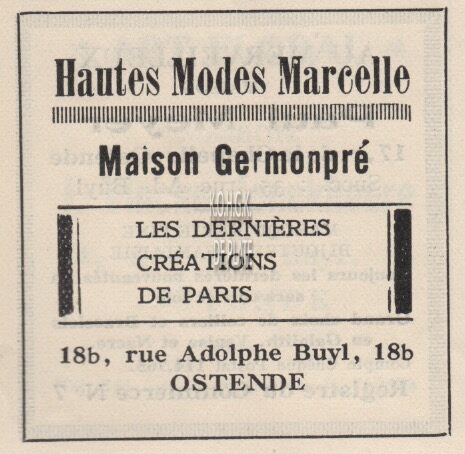 Hautes Modes Marcelle
Maison Germonpré
LES DERNIÈRES
CRÉATIONS
DE PARIS
18b, rue Adolphe Buyl, 18b
OSTENDE